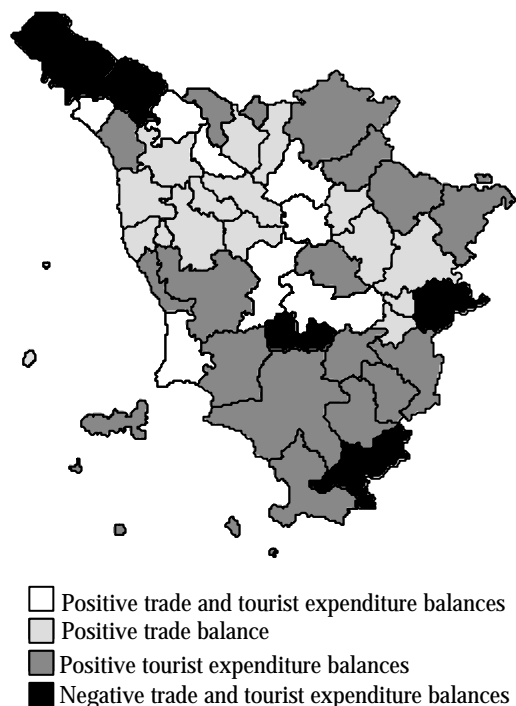 Positive trade and tourist expenditure balances
Positive trade balance
Positive tourist expenditure balances
Negative trade and tourist expenditure balances